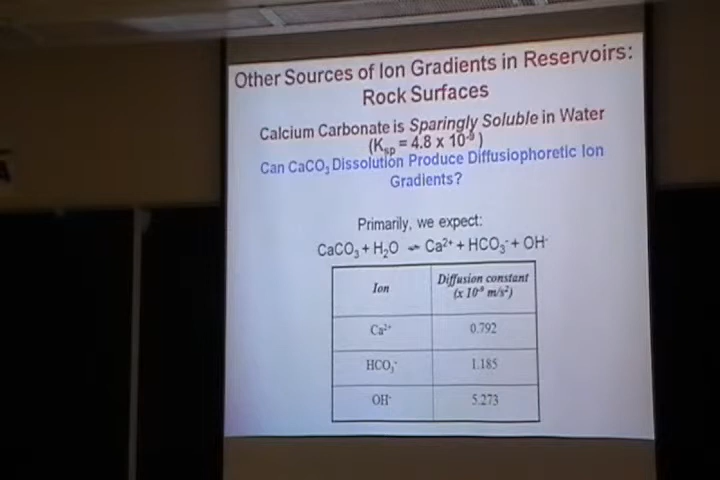 Other Sources of Ion Gradients in Reservoirs:
Rock Surfaces
Calcium Carbonate is Sparingly Soluble in Water
(Ksp = 4.8 x 10⁻⁹)
Can CaCO₃ Dissolution Produce Diffusiophoretic Ion
Gradients?
Primarily, we expect:
CaCO₃ + H₂O ⇌ Ca²⁺ + HCO₃⁻ + OH⁻
Ion Diffusion constant
(x 10⁻⁹ m/s²)
Ca²⁺ 0.792
HCO₃⁻ 1.185
OH⁻ 5.273